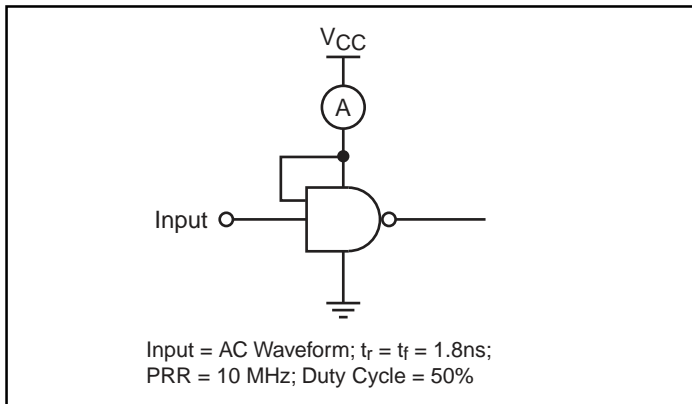 VCC
A
Input
Input = AC Waveform; tr = tf = 1.8ns;
PRR = 10 MHz; Duty Cycle = 50%